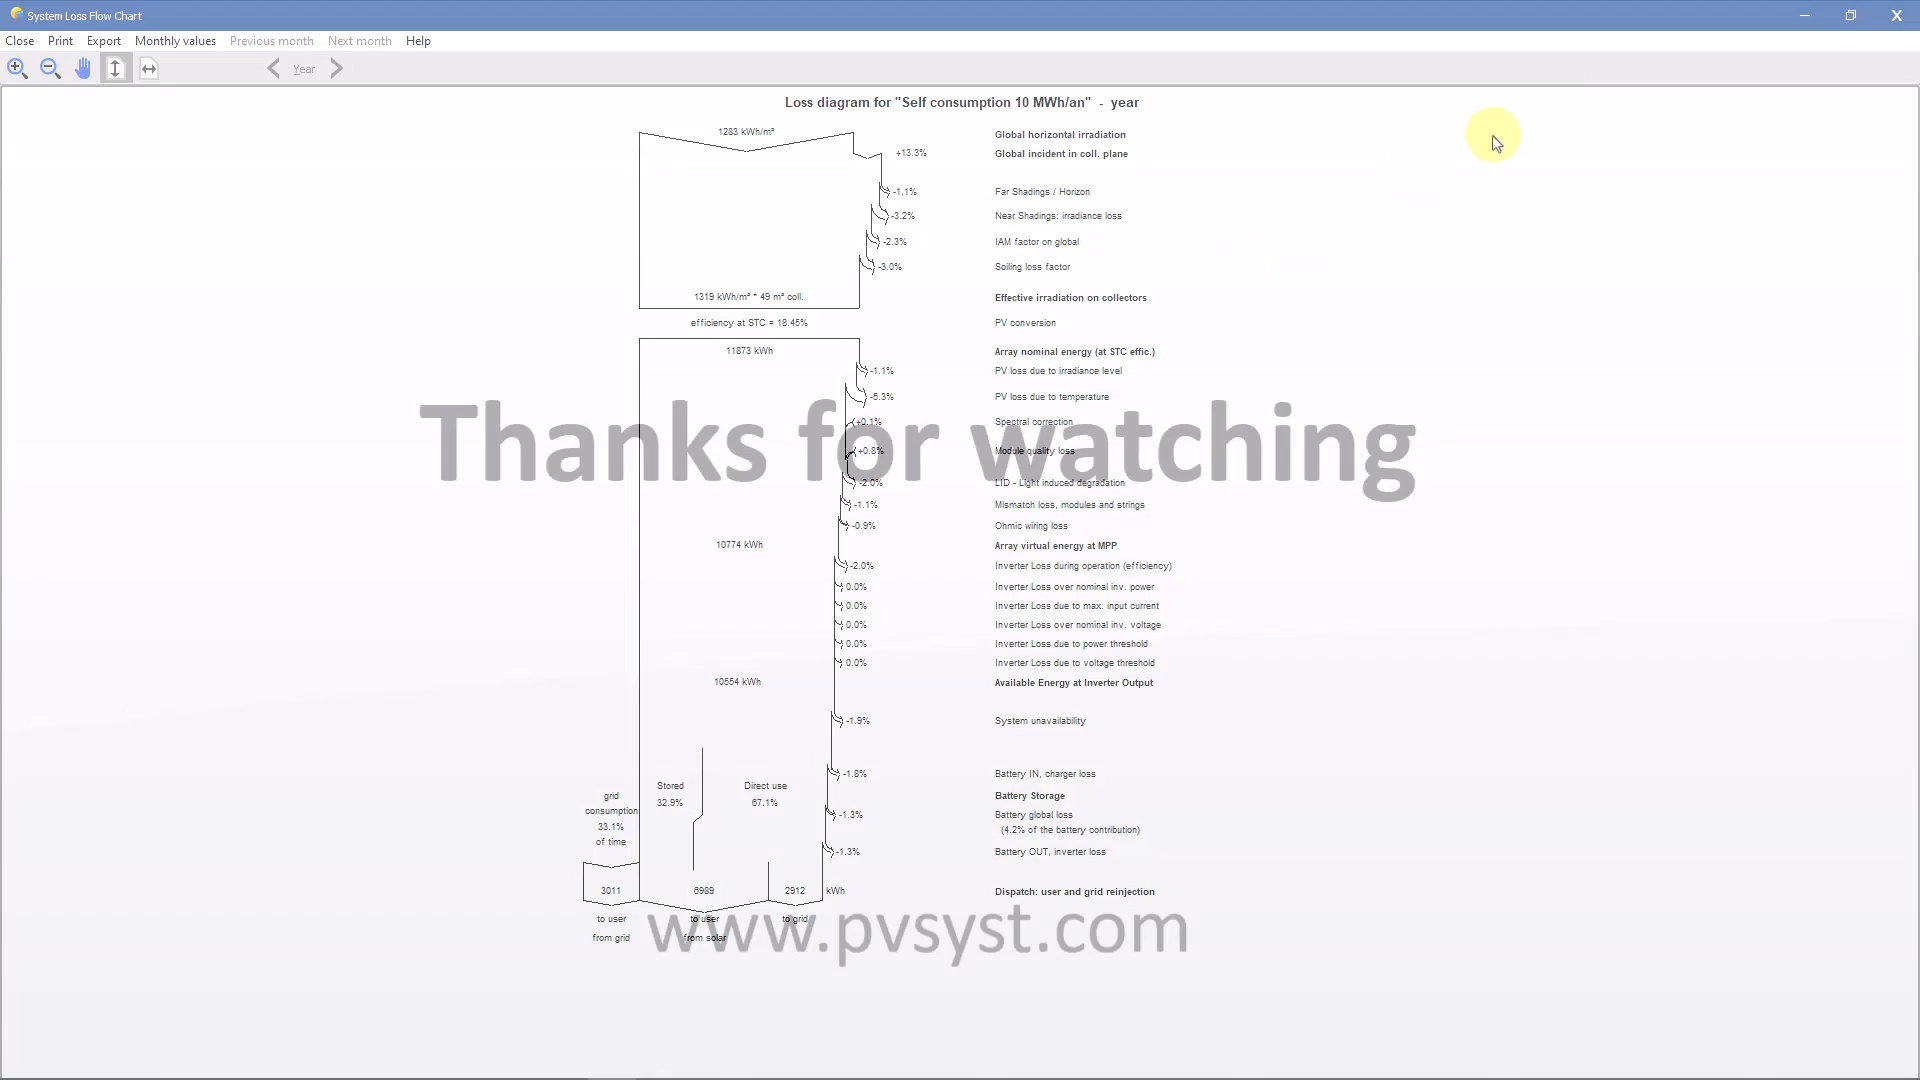 System Loss Flow Chart
Close Print Export Monthly values Previous month Next month Help
Year
Loss diagram for "Self consumption 10 MWh/an" - year
1283 kWh/m² Global horizontal irradiation
+13.3% Global incident in coll. plane
-1.1% Far Shadings / Horizon
-3.2% Near Shadings: irradiance loss
-2.3% IAM factor on global
-3.0% Soiling loss factor
1319 kWh/m² * 49 m² coll. Effective irradiation on collectors
efficiency at STC = 18.45% PV conversion
11873 kWh Array nominal energy (at STC effic.)
-1.1% PV loss due to irradiance level
-5.3% PV loss due to temperature
+0.1% Spectral correction
Thanks for watching
+0.8% Module quality loss
-2.0% LID - Light induced degradation
-1.1% Mismatch loss, modules and strings
-0.9% Ohmic wiring loss
10774 kWh Array virtual energy at MPP
-2.0% Inverter Loss during operation (efficiency)
0.0% Inverter Loss over nominal inv. power
0.0% Inverter Loss due to max. input current
0.0% Inverter Loss over nominal inv. voltage
0.0% Inverter Loss due to power threshold
0.0% Inverter Loss due to voltage threshold
10554 kWh Available Energy at Inverter Output
-1.9% System unavailability
-1.8% Battery IN, charger loss
Stored Direct use
32.9% 67.1%
Battery Storage
grid
consumption
33.1%
of time
-1.3% Battery global loss
(4.2% of the battery contribution)
-1.3% Battery OUT, inverter loss
3011 6989 2912 kWh Dispatch: user and grid reinjection
to user to user to grid
from grid from solar
www.pvsyst.com